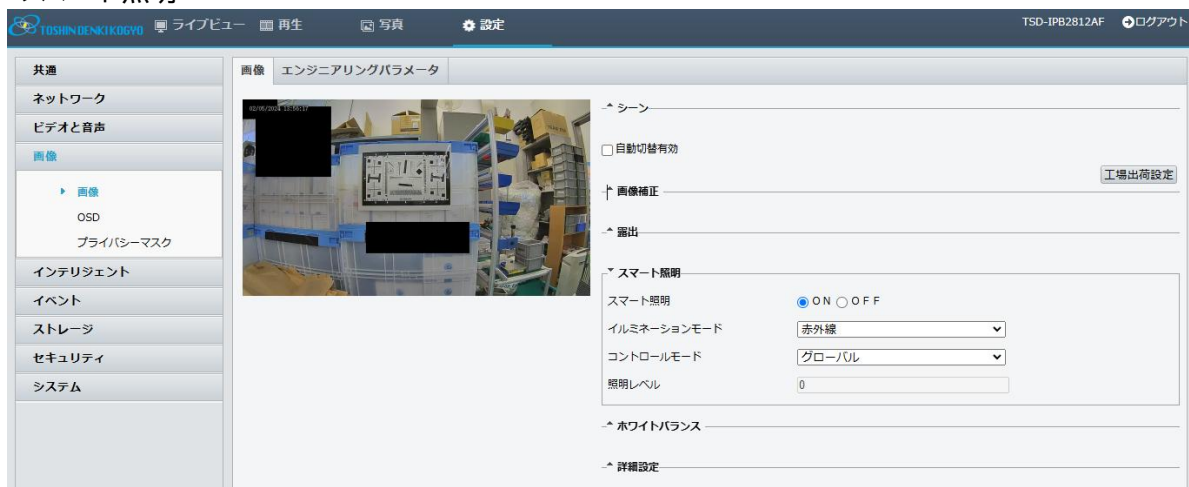 TOSHINDENKIKOGYO ライブビュー 再生 写真 設定 TSD-IPB2812AF ログアウト
共通
ネットワーク
ビデオと音声
画像
画像
OSD
プライバシーマスク
インテリジェント
イベント
ストレージ
セキュリティ
システム
画像 エンジニアリングパラメータ
シーン
自動切替有効
工場出荷設定
画像補正
露出
スマート照明
スマート照明 ON OFF
イルミネーションモード 赤外線
コントロールモード グローバル
照明レベル 0
ホワイトバランス
詳細設定